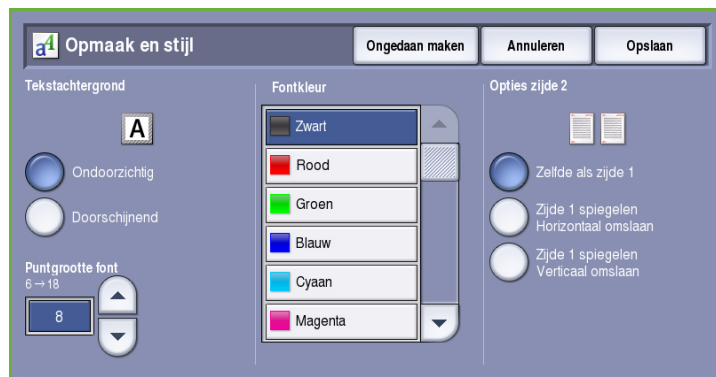 Opmaak en stijl
Ongedaan maken
Annuleren
Opslaan
Tekstachtergrond
A
Ondoorzichtig
Doorschijnend
Puntgrootte font
6→18
8
Fontkleur
Zwart
Rood
Groen
Blauw
Cyaan
Magenta
Opties zijde 2
Zelfde als zijde 1
Zijde 1 spiegelen
Horizontaal omslaan
Zijde 1 spiegelen
Verticaal omslaan